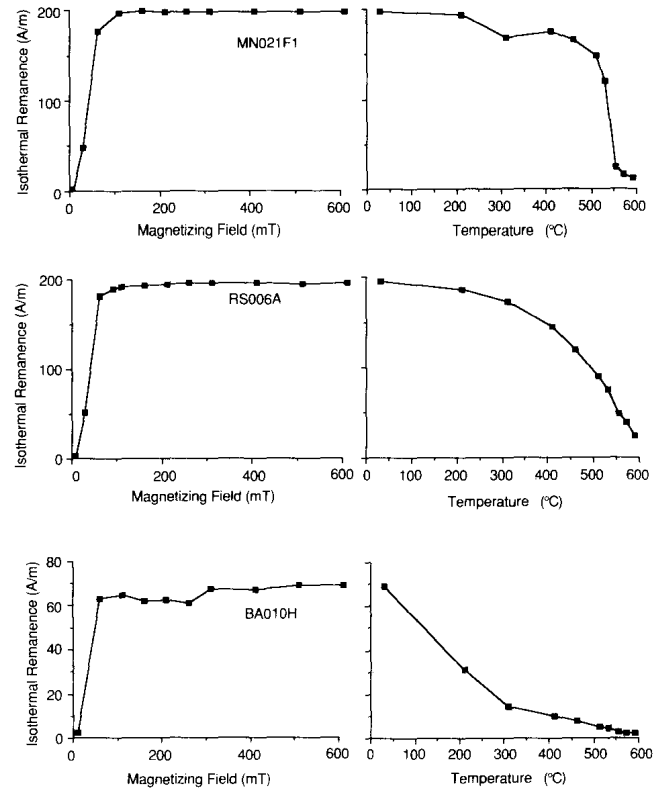 Isothermal Remanence (A/m)
200
100
0
MN021F1
0 200 400 600
Magnetizing Field (mT)
0 100 200 300 400 500 600
Temperature (°C)
Isothermal Remanence (A/m)
200
100
0
RS006A
0 200 400 600
Magnetizing Field (mT)
0 100 200 300 400 500 600
Temperature (°C)
Isothermal Remanence (A/m)
80
60
40
20
0
BA010H
0 200 400 600
Magnetizing Field (mT)
0 100 200 300 400 500 600
Temperature (°C)